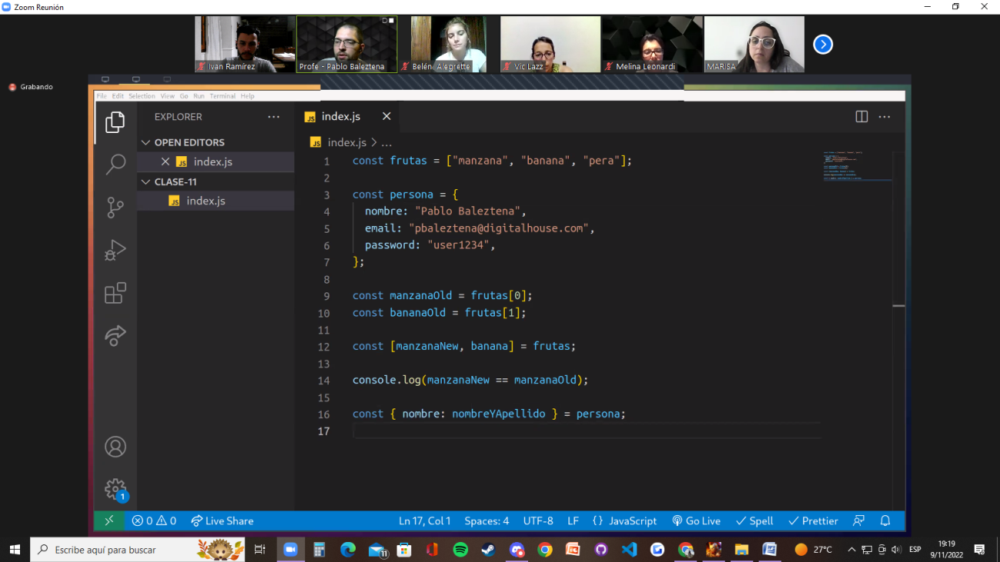 Zoom Reunión
Ivan Ramírez
Profe - Pablo Baleztena
Belén Alegrette
Vic Lazz
Melina Leonardi
MARISA
Grabando
File Edit Selection View Go Run Terminal Help
EXPLORER
OPEN EDITORS
JS index.js
CLASE-11
JS index.js
JS index.js
JS index.js > ...
1 const frutas = ["manzana", "banana", "pera"];
2
3 const persona = {
4 nombre: "Pablo Baleztena",
5 email: "pbaleztena@digitalhouse.com",
6 password: "user1234",
7 };
8
9 const manzanaOld = frutas[0];
10 const bananaOld = frutas[1];
11
12 const [manzanaNew, banana] = frutas;
13
14 console.log(manzanaNew == manzanaOld);
15
16 const { nombre: nombreYApellido } = persona;
17
1
0 0 Live Share Ln 17, Col 1 Spaces: 4 UTF-8 LF {} JavaScript Go Live Spell Prettier
Escribe aquí para buscar
11
27°C
ESP
19:19
9/11/2022